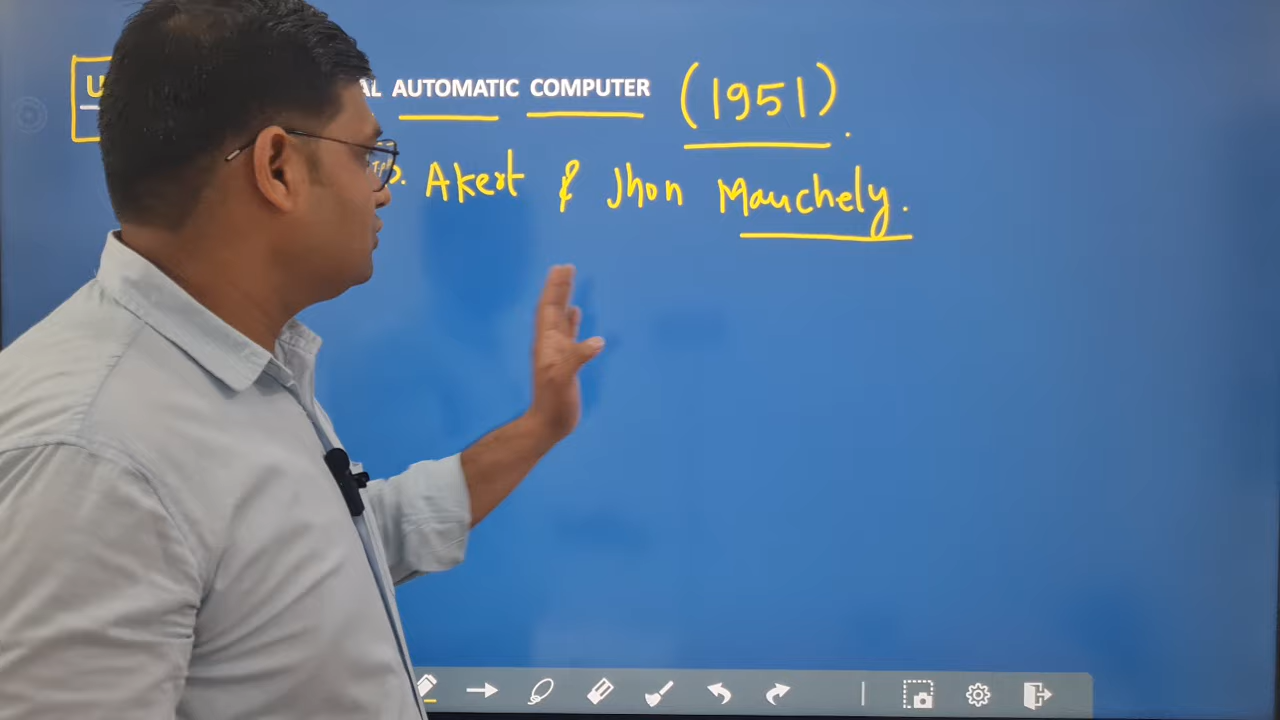 U AL AUTOMATIC COMPUTER (1951).
P. Akert & Jhon Mauchely.